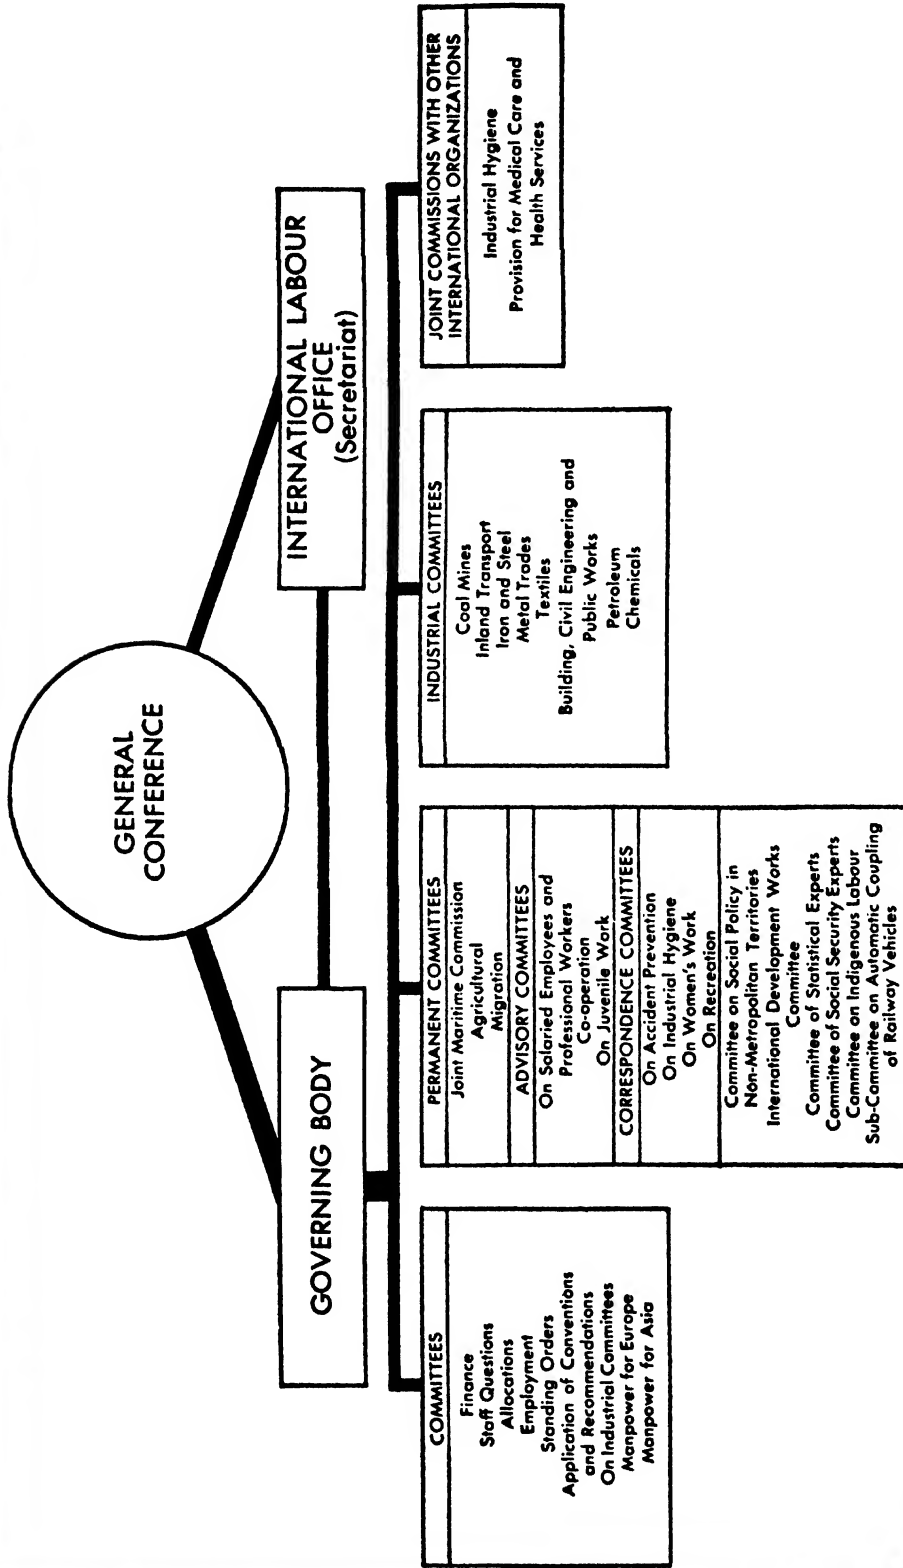 GENERAL
CONFERENCE
GOVERNING BODY
INTERNATIONAL LABOUR
OFFICE
(Secretariat)
COMMITTEES
Finance
Staff Questions
Allocations
Employment
Standing Orders
Application of Conventions
and Recommendations
On Industrial Committees
Manpower for Europe
Manpower for Asia
PERMANENT COMMITTEES
Joint Maritime Commission
Agricultural
Migration
ADVISORY COMMITTEES
On Salaried Employees and
Professional Workers
Co-operation
On Juvenile Work
CORRESPONDENCE COMMITTEES
On Accident Prevention
On Industrial Hygiene
On Women's Work
On Recreation
Committee on Social Policy in
Non-Metropolitan Territories
International Development Works
Committee
Committee of Statistical Experts
Committee of Social Security Experts
Committee on Indigenous Labour
Sub-Committee on Automatic Coupling
of Railway Vehicles
INDUSTRIAL COMMITTEES
Coal Mines
Inland Transport
Iron and Steel
Metal Trades
Textiles
Building, Civil Engineering and
Public Works
Petroleum
Chemicals
JOINT COMMISSIONS WITH OTHER
INTERNATIONAL ORGANIZATIONS
Industrial Hygiene
Provision for Medical Care and
Health Services